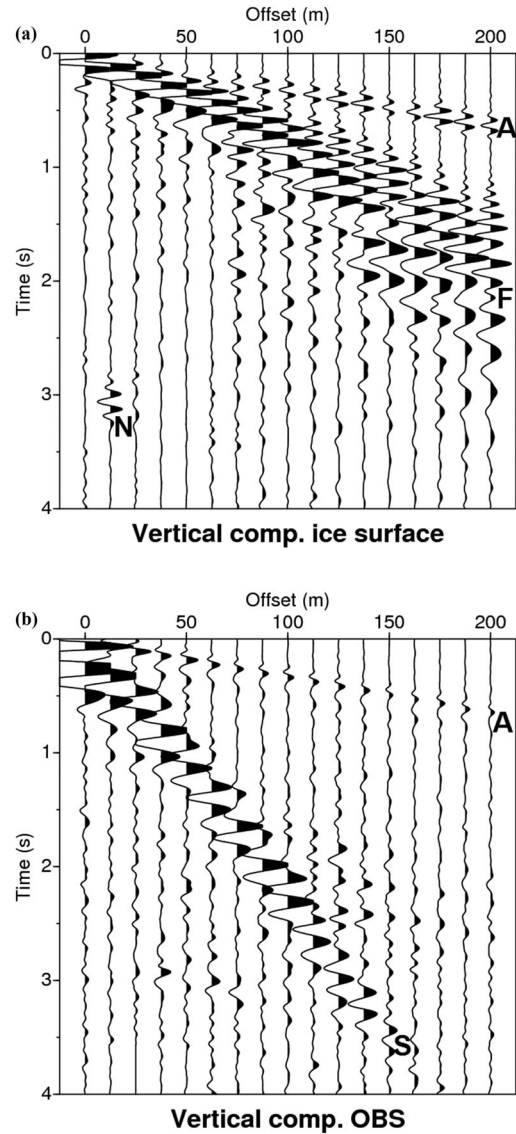 (a)
Offset (m)
0 50 100 150 200
0
1
2
3
4
Time (s)
A
F
N
Vertical comp. ice surface
(b)
Offset (m)
0 50 100 150 200
0
1
2
3
4
Time (s)
A
S
Vertical comp. OBS